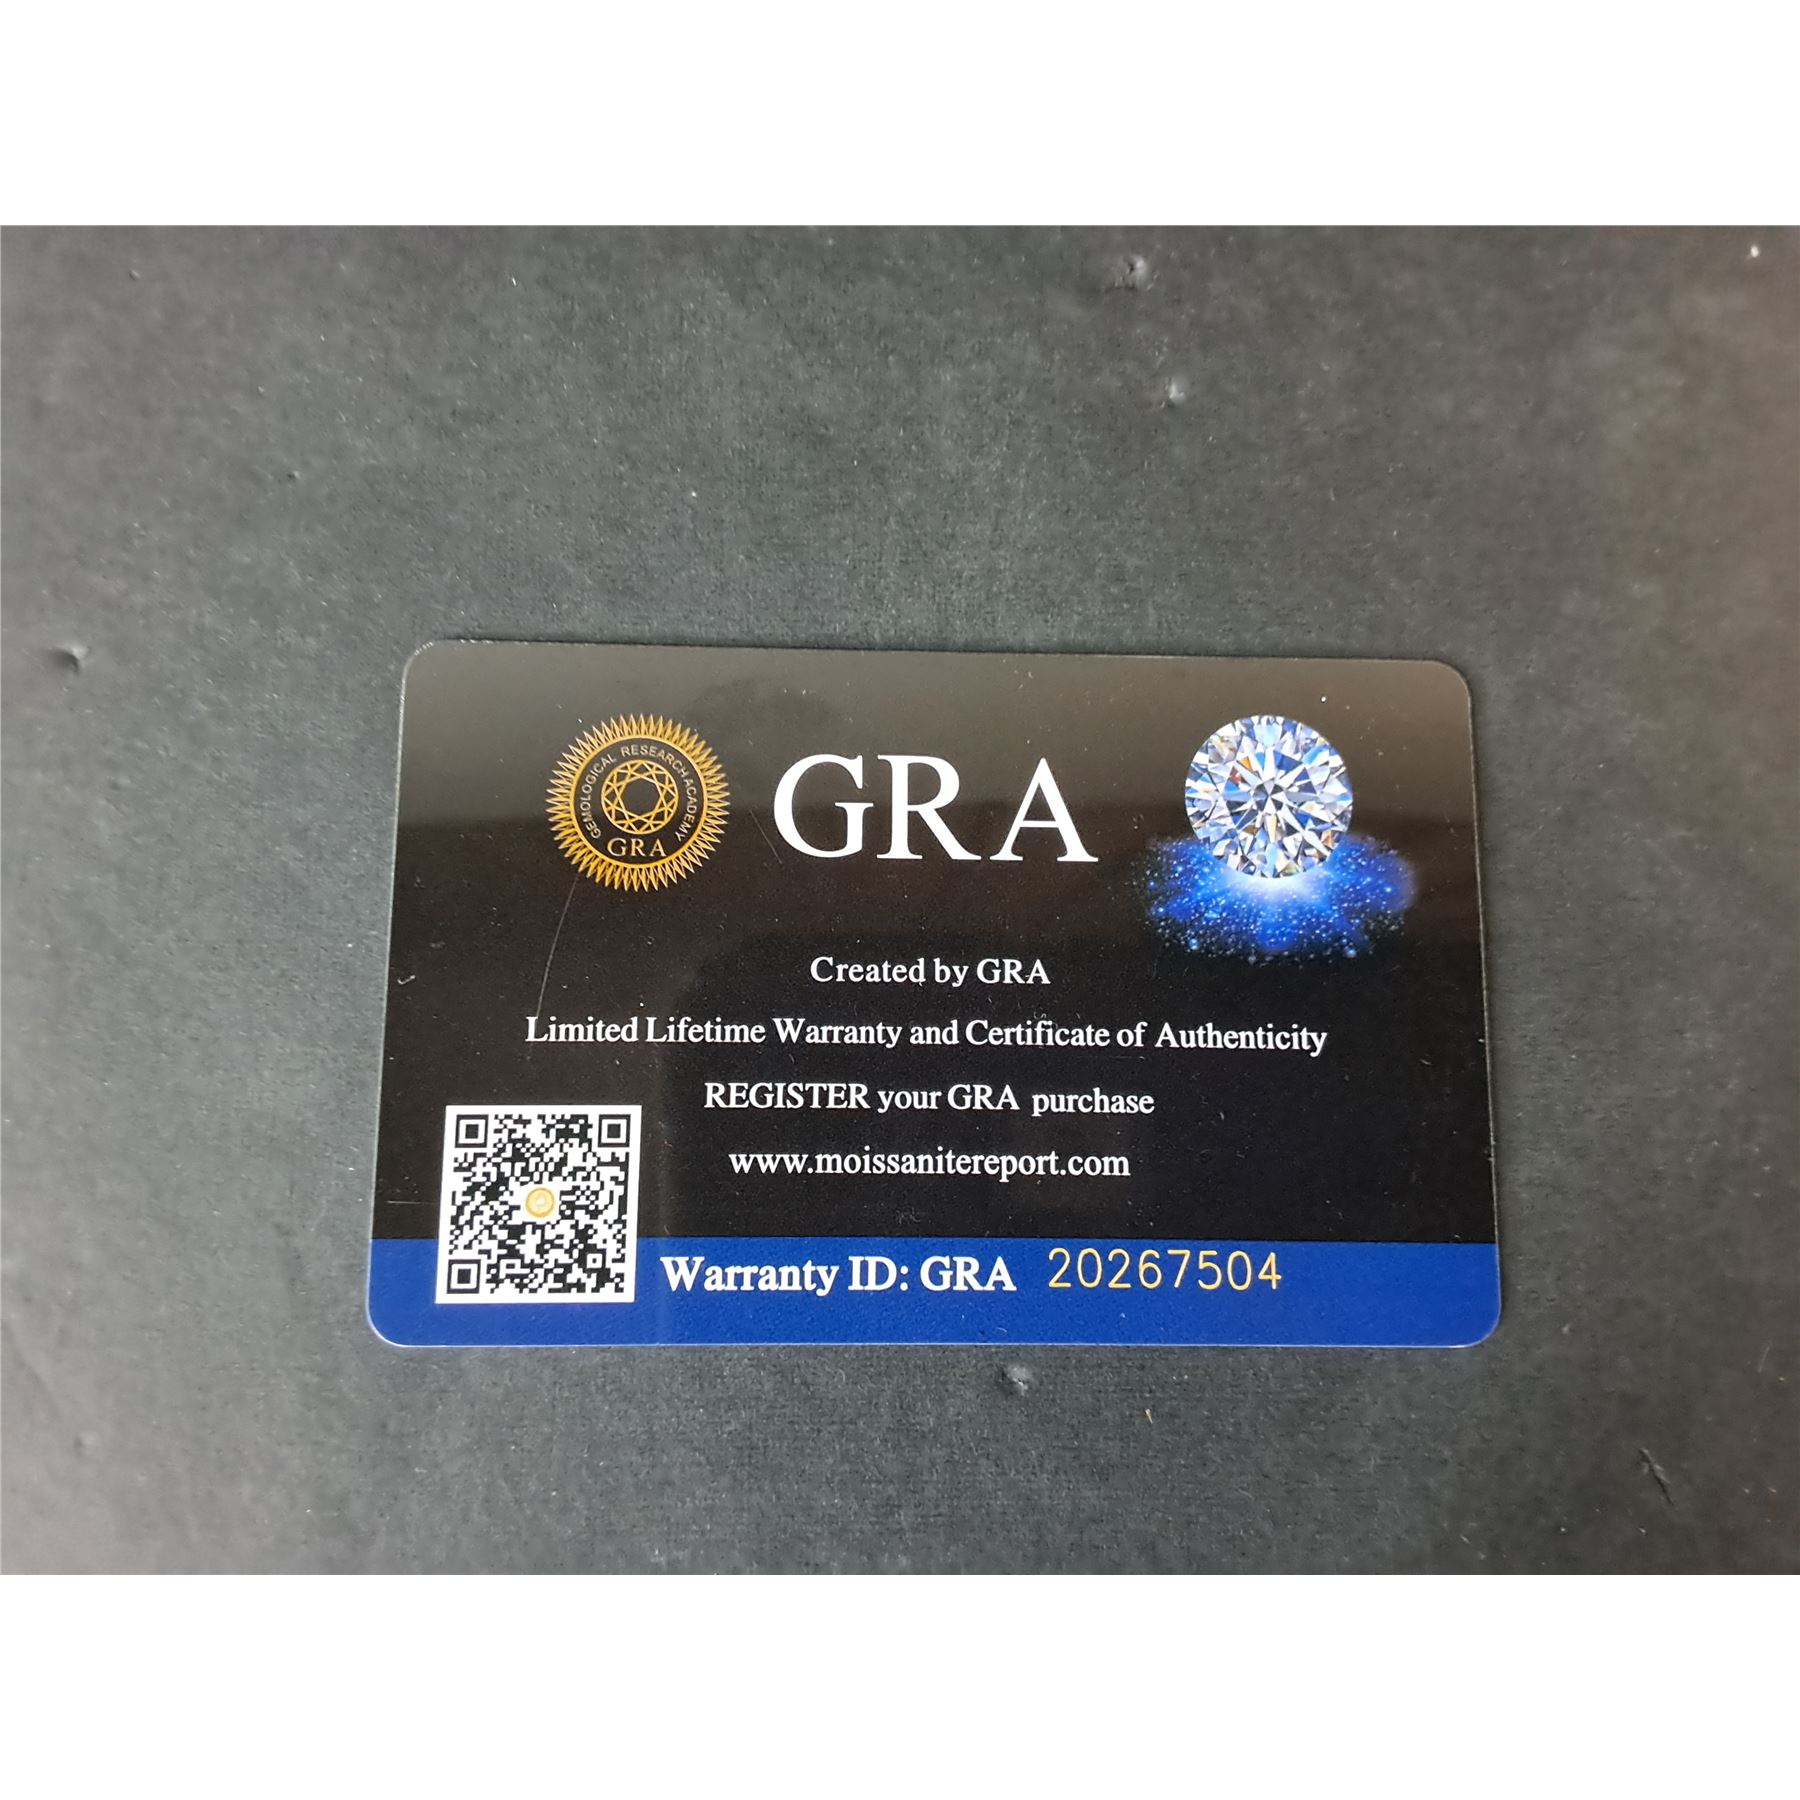 GEMOLOGICAL RESEARCH ACADEMY
GRA
GRA
Created by GRA
Limited Lifetime Warranty and Certificate of Authenticity
REGISTER your GRA purchase
www.moissanitereport.com
Warranty ID: GRA 20267504